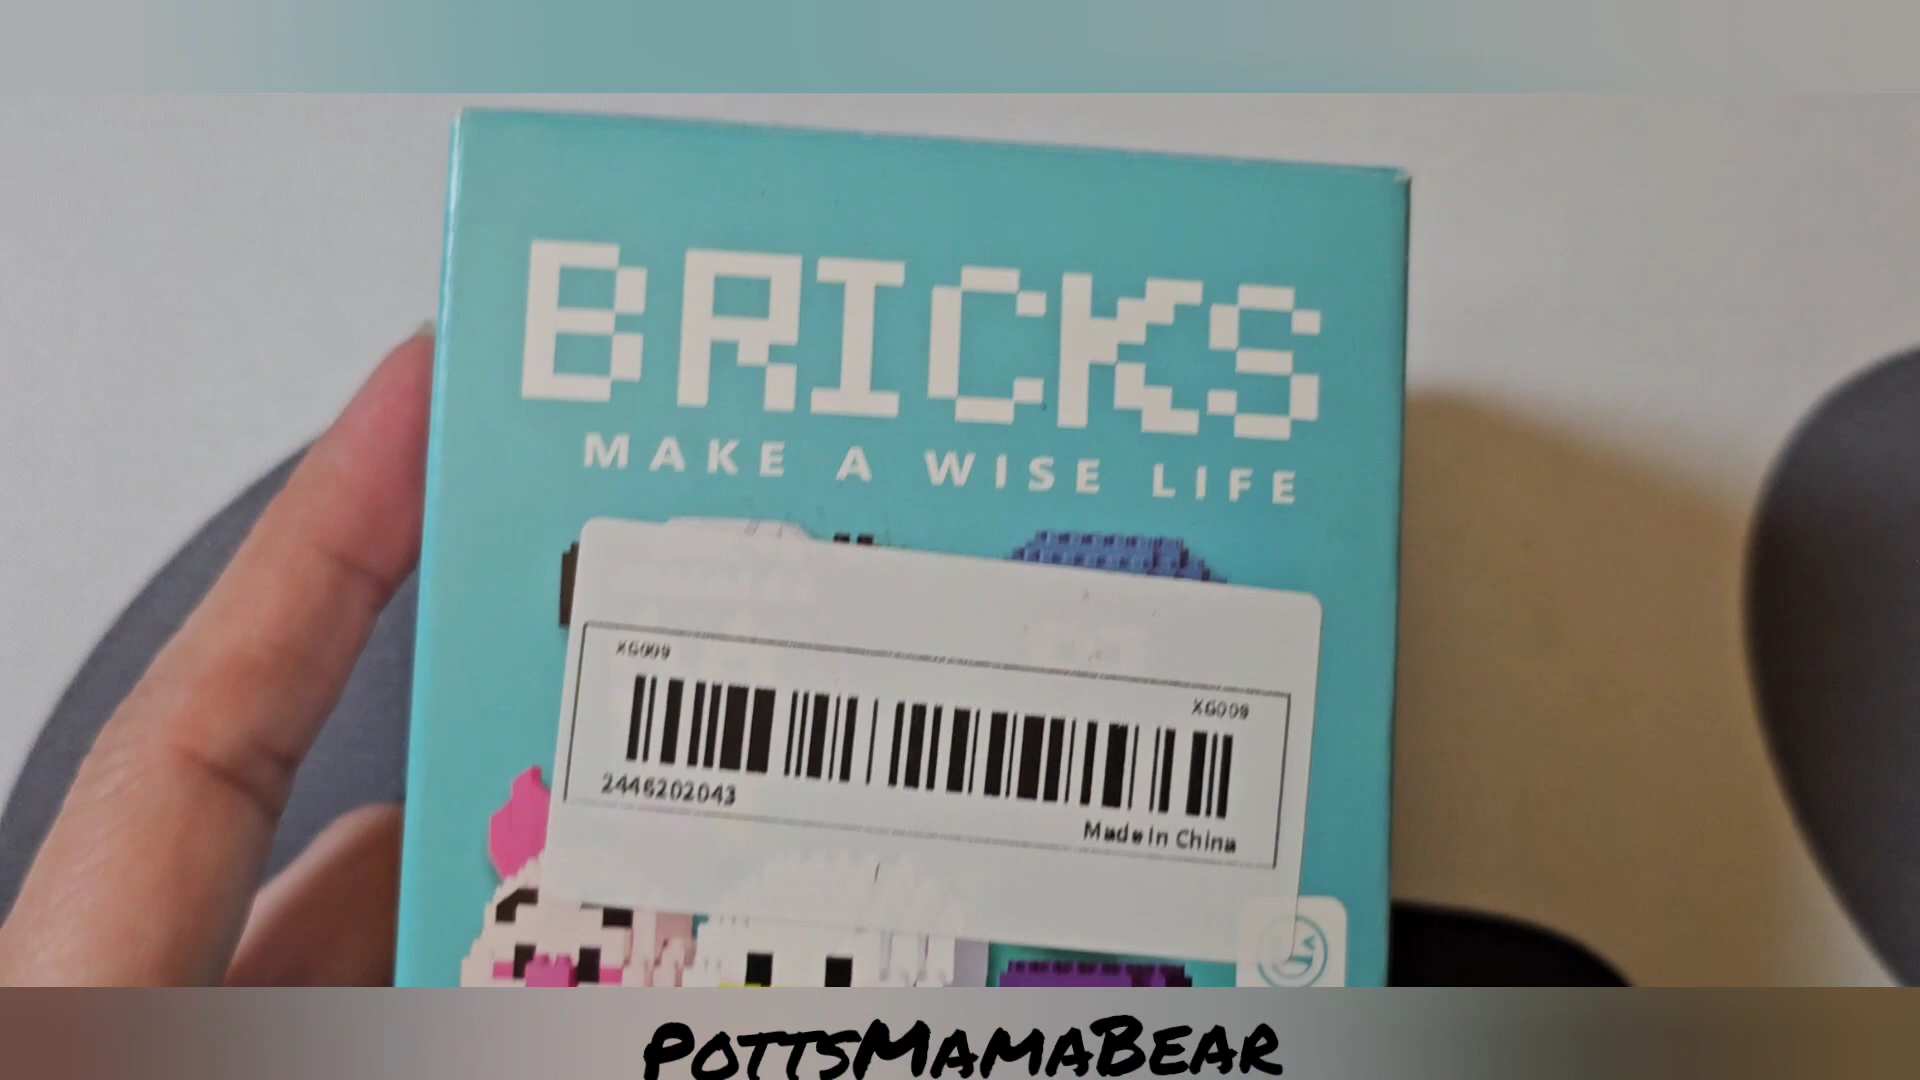 BRICKS
MAKE A WISE LIFE
XG009
XG009
2446202043
Made In China
PottsMamaBear